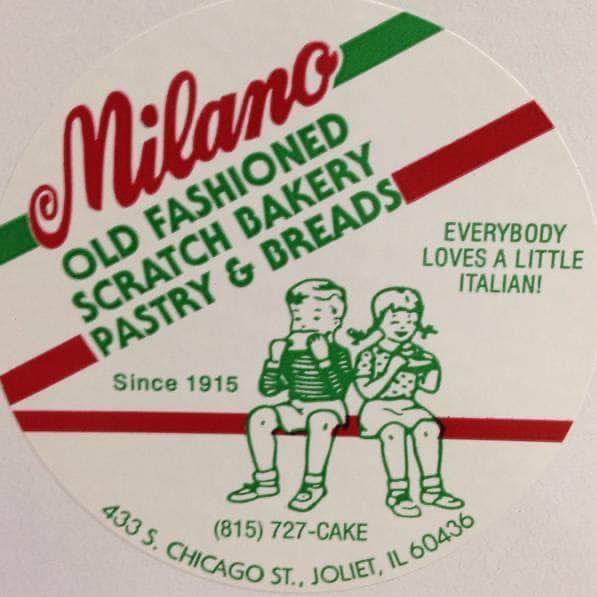 Milano
OLD FASHIONED
SCRATCH BAKERY
PASTRY & BREADS
EVERYBODY
LOVES A LITTLE
ITALIAN!
Since 1915
(815) 727-CAKE
433 S. CHICAGO ST., JOLIET, IL 60436